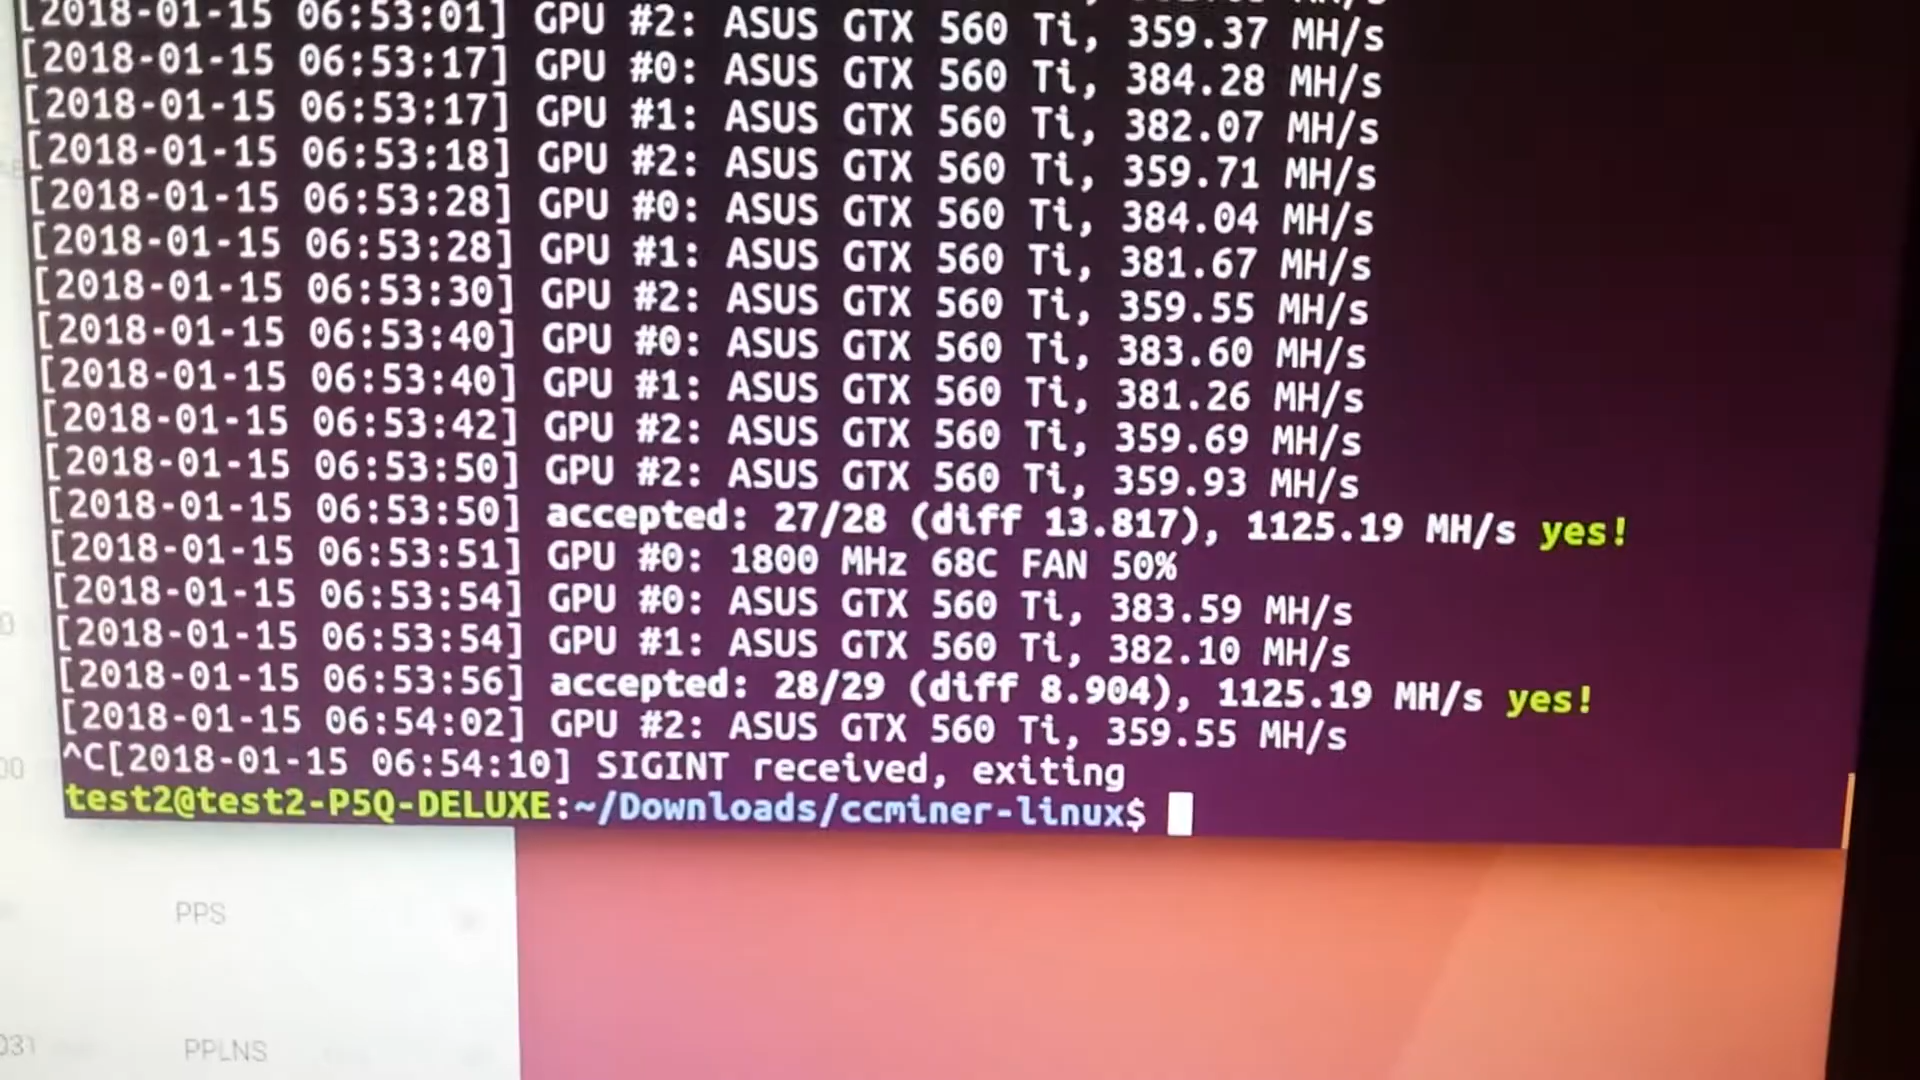 [2018-01-15 06:53:01] GPU #2: ASUS GTX 560 Ti, 359.37 MH/s
[2018-01-15 06:53:17] GPU #0: ASUS GTX 560 Ti, 384.28 MH/s
[2018-01-15 06:53:17] GPU #1: ASUS GTX 560 Ti, 382.07 MH/s
[2018-01-15 06:53:18] GPU #2: ASUS GTX 560 Ti, 359.71 MH/s
[2018-01-15 06:53:28] GPU #0: ASUS GTX 560 Ti, 384.04 MH/s
[2018-01-15 06:53:28] GPU #1: ASUS GTX 560 Ti, 381.67 MH/s
[2018-01-15 06:53:30] GPU #2: ASUS GTX 560 Ti, 359.55 MH/s
[2018-01-15 06:53:40] GPU #0: ASUS GTX 560 Ti, 383.60 MH/s
[2018-01-15 06:53:40] GPU #1: ASUS GTX 560 Ti, 381.26 MH/s
[2018-01-15 06:53:42] GPU #2: ASUS GTX 560 Ti, 359.69 MH/s
[2018-01-15 06:53:50] GPU #2: ASUS GTX 560 Ti, 359.93 MH/s
[2018-01-15 06:53:50] accepted: 27/28 (diff 13.817), 1125.19 MH/s yes!
[2018-01-15 06:53:51] GPU #0: 1800 MHz 68C FAN 50%
[2018-01-15 06:53:54] GPU #0: ASUS GTX 560 Ti, 383.59 MH/s
[2018-01-15 06:53:54] GPU #1: ASUS GTX 560 Ti, 382.10 MH/s
[2018-01-15 06:53:56] accepted: 28/29 (diff 8.904), 1125.19 MH/s yes!
[2018-01-15 06:54:02] GPU #2: ASUS GTX 560 Ti, 359.55 MH/s
^C[2018-01-15 06:54:10] SIGINT received, exiting
test2@test2-P5Q-DELUXE:~/Downloads/ccminer-linux$
PPS
PPLNS